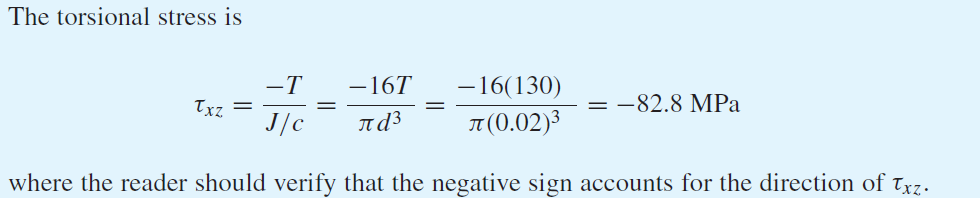 The torsional stress is
τxz = −T / J/c = −16T / πd³ = −16(130) / π(0.02)³ = −82.8 MPa
where the reader should verify that the negative sign accounts for the direction of τxz.